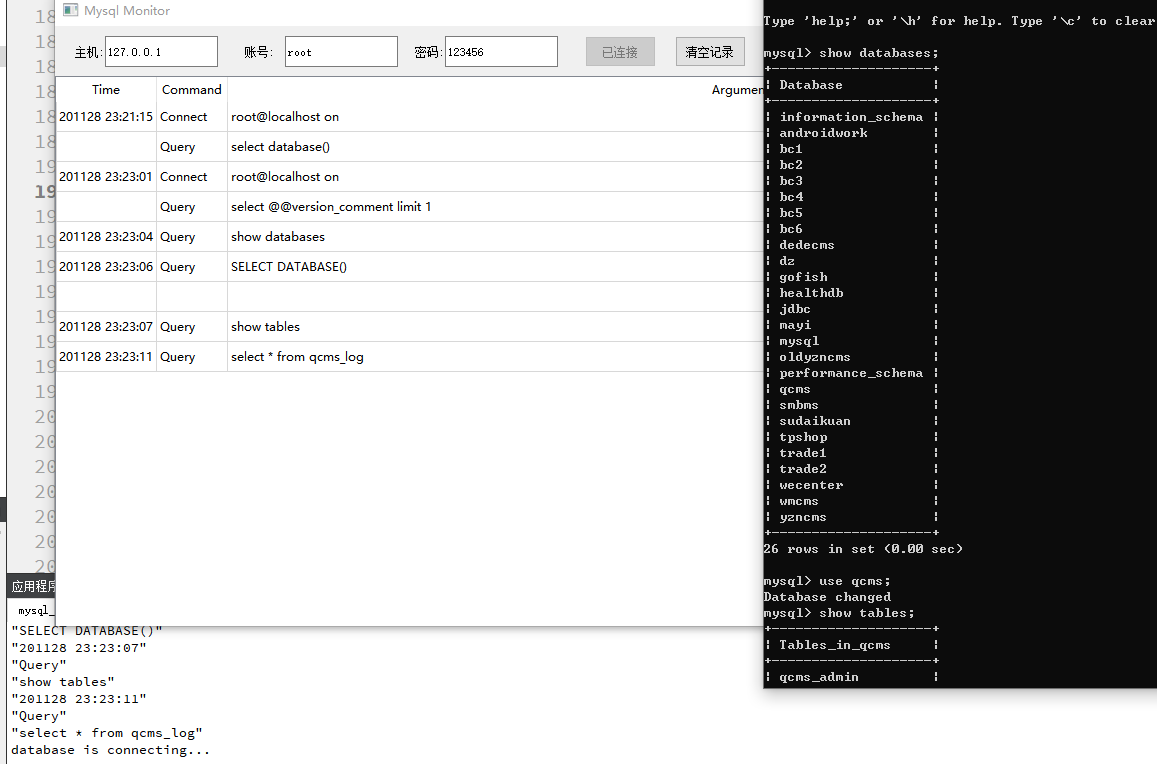 Mysql Monitor
主机: 127.0.0.1 账号: root 密码: 123456 已连接 清空记录
Time Command Argumen
201128 23:21:15 Connect root@localhost on
Query select database()
201128 23:23:01 Connect root@localhost on
Query select @@version_comment limit 1
201128 23:23:04 Query show databases
201128 23:23:06 Query SELECT DATABASE()
201128 23:23:07 Query show tables
201128 23:23:11 Query select * from qcms_log
18
18
18
18
18
18
19
19
19
19
19
19
19
19
19
19
20
20
20
20
20
20
20
应用程序
mysql_
"SELECT DATABASE()"
"201128 23:23:07"
"Query"
"show tables"
"201128 23:23:11"
"Query"
"select * from qcms_log"
database is connecting...
Type 'help;' or '\h' for help. Type '\c' to clear
mysql> show databases;
+--------------------+
| Database |
+--------------------+
| information_schema |
| androidwork |
| bc1 |
| bc2 |
| bc3 |
| bc4 |
| bc5 |
| bc6 |
| dedecms |
| dz |
| gofish |
| healthdb |
| jdbc |
| mayi |
| mysql |
| oldyzncms |
| performance_schema |
| qcms |
| smbms |
| sudaikuan |
| tpshop |
| trade1 |
| trade2 |
| wecenter |
| wmcms |
| yzncms |
+--------------------+
26 rows in set (0.00 sec)
mysql> use qcms;
Database changed
mysql> show tables;
+--------------------+
| Tables_in_qcms |
+--------------------+
| qcms_admin |